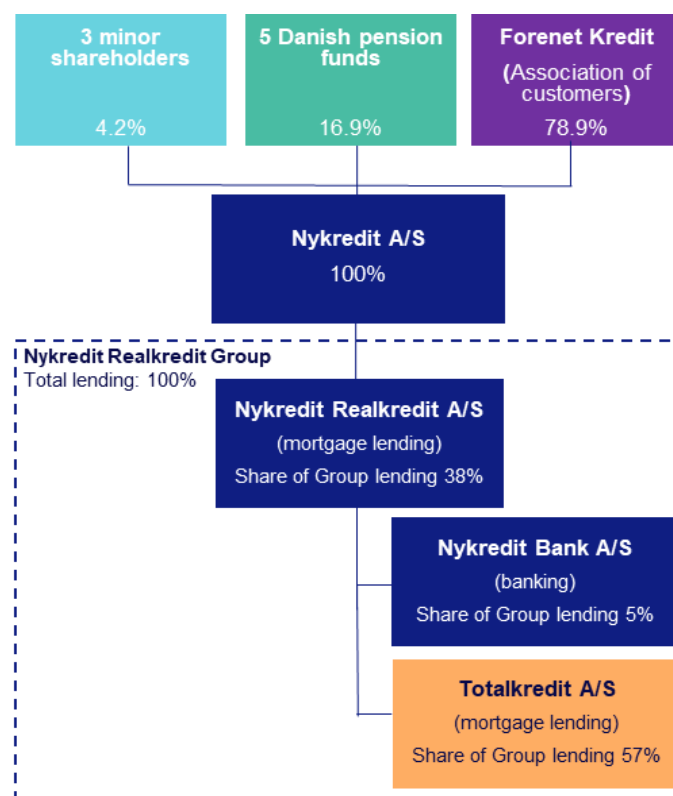 3 minor
shareholders
4.2%
5 Danish pension
funds
16.9%
Forenet Kredit
(Association of
customers)
78.9%
Nykredit A/S
100%
Nykredit Realkredit Group
Total lending: 100%
Nykredit Realkredit A/S
(mortgage lending)
Share of Group lending 38%
Nykredit Bank A/S
(banking)
Share of Group lending 5%
Totalkredit A/S
(mortgage lending)
Share of Group lending 57%